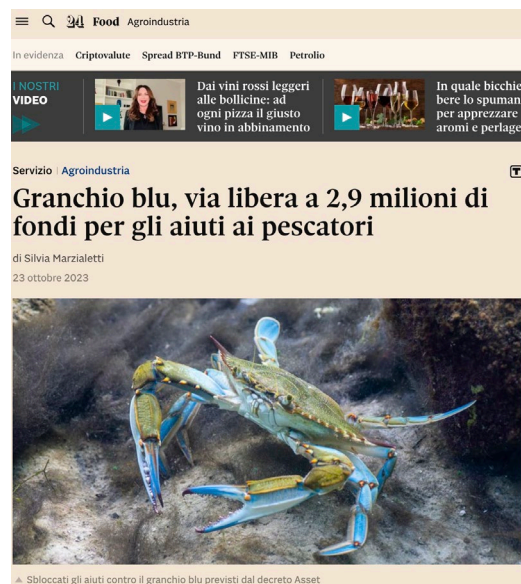 24 Food Agroindustria
In evidenza Criptovalute Spread BTP-Bund FTSE-MIB Petrolio
I NOSTRI
VIDEO
Dai vini rossi leggeri
alle bollicine: ad
ogni pizza il giusto
vino in abbinamento
In quale bicchie
bere lo spuman
per apprezzare
aromi e perlage
Servizio | Agroindustria
Granchio blu, via libera a 2,9 milioni di
fondi per gli aiuti ai pescatori
di Silvia Marzialetti
23 ottobre 2023
Sbloccati gli aiuti contro il granchio blu previsti dal decreto Asset